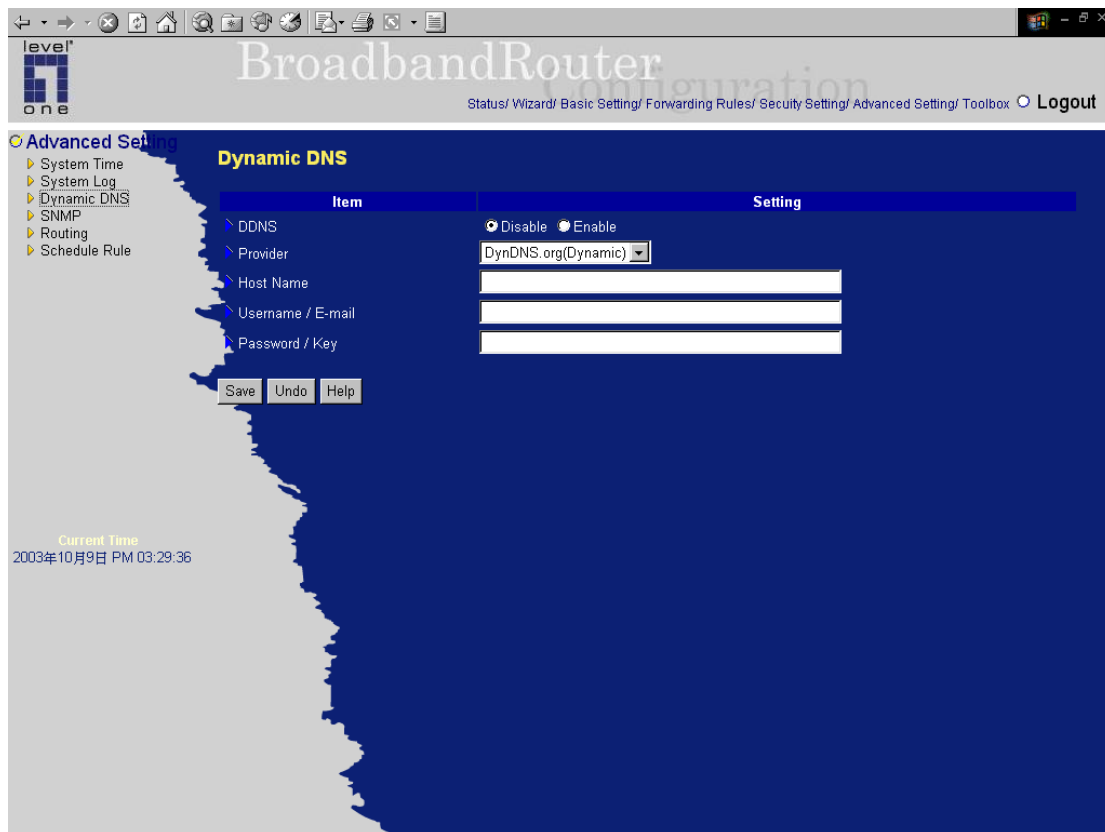 level
one
BroadbandRouter
Configuration
Status/ Wizard/ Basic Setting/ Forwarding Rules/ Secuity Setting/ Advanced Setting/ Toolbox Logout
Advanced Setting
System Time
System Log
Dynamic DNS
SNMP
Routing
Schedule Rule
Current Time
2003年10月9日 PM 03:29:36
Dynamic DNS
Item Setting
DDNS Disable Enable
Provider DynDNS.org(Dynamic)
Host Name
Username / E-mail
Password / Key
Save Undo Help